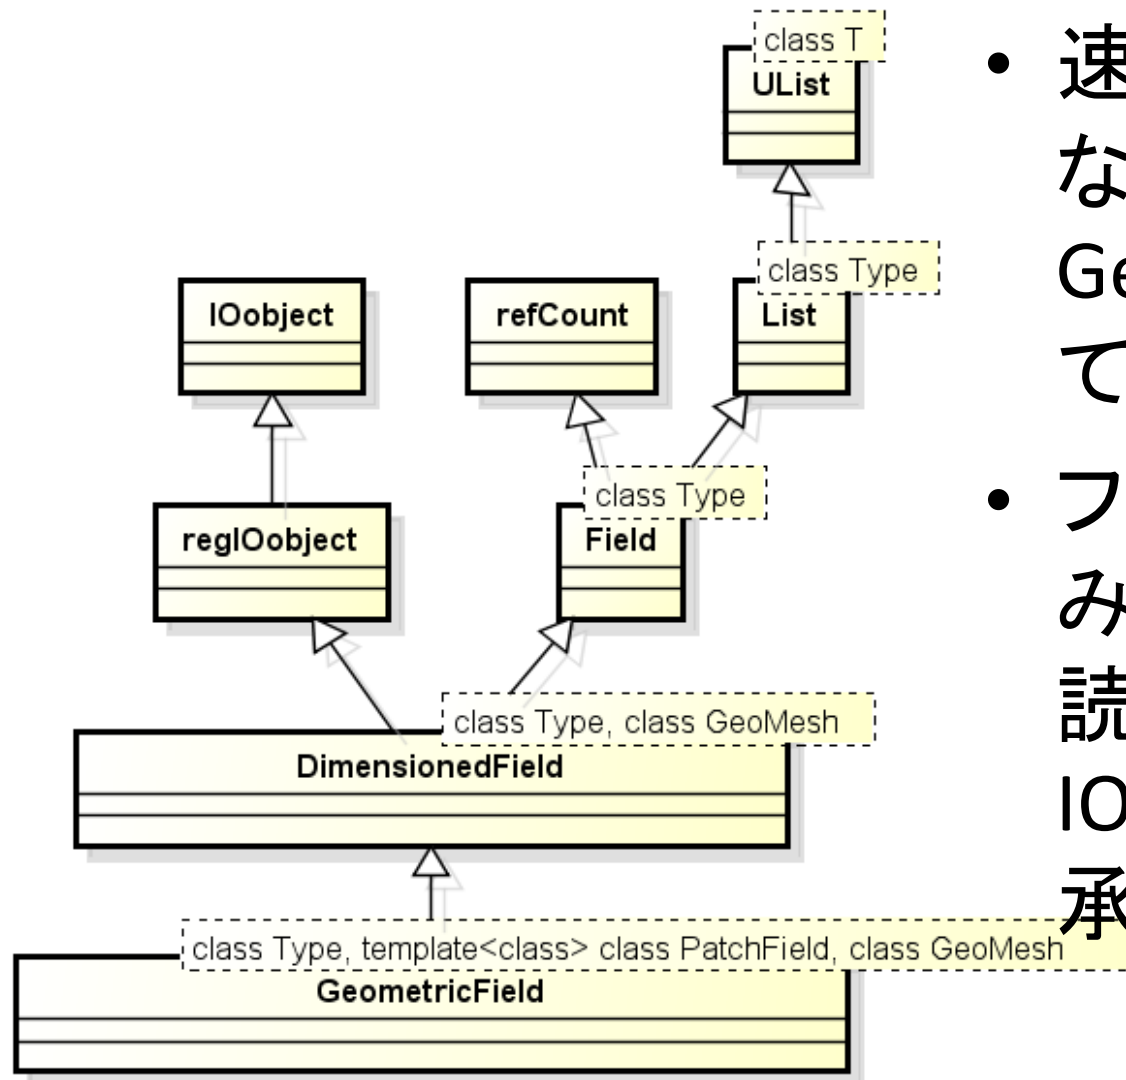 class T
UList
class Type
IOobject
refCount
List
class Type
regIOobject
Field
class Type, class GeoMesh
DimensionedField
class Type, template<class> class PatchField, class GeoMesh
GeometricField
• 速
な
Ge
て
• フ
み
読
IO
承